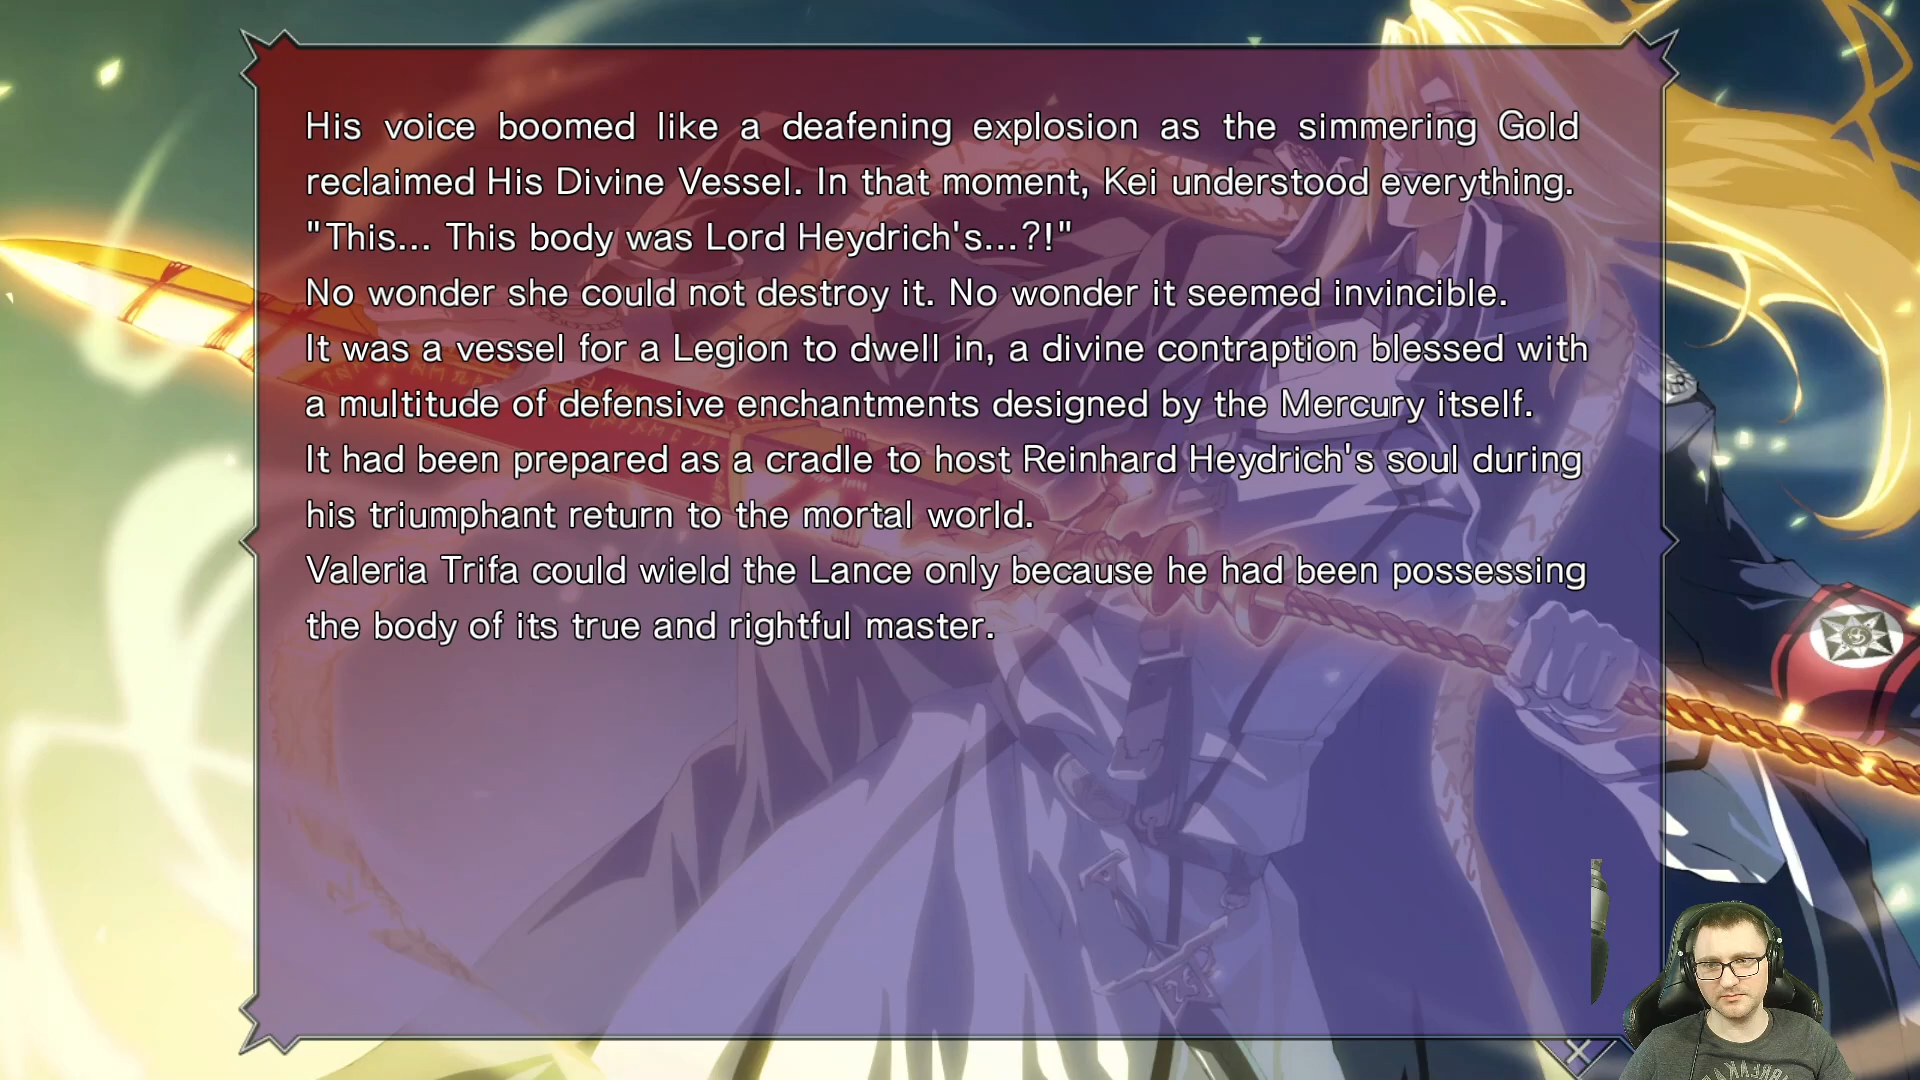 His voice boomed like a deafening explosion as the simmering Gold
reclaimed His Divine Vessel. In that moment, Kei understood everything.
"This... This body was Lord Heydrich's...?!"
No wonder she could not destroy it. No wonder it seemed invincible.
It was a vessel for a Legion to dwell in, a divine contraption blessed with
a multitude of defensive enchantments designed by the Mercury itself.
It had been prepared as a cradle to host Reinhard Heydrich's soul during
his triumphant return to the mortal world.
Valeria Trifa could wield the Lance only because he had been possessing
the body of its true and rightful master.